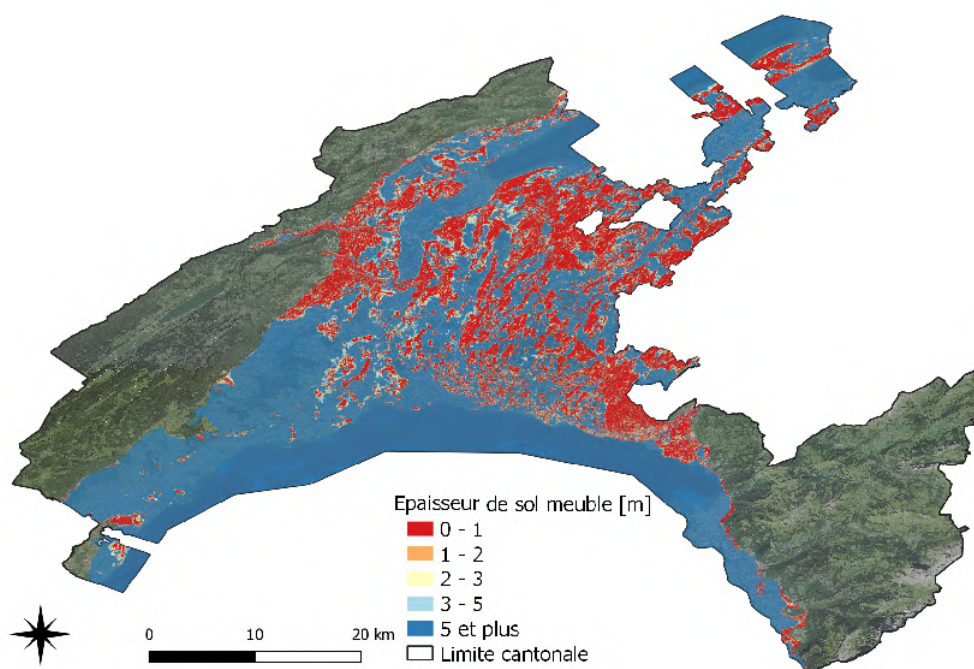 Epaisseur de sol meuble [m]
0 - 1
1 - 2
2 - 3
3 - 5
5 et plus
Limite cantonale
0 10 20 km